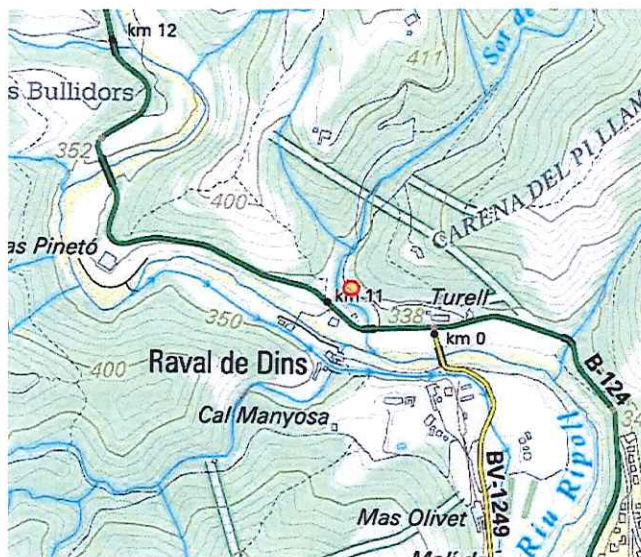 km 12
Sot de
411
s Bullidors
352
400
CARENA DEL PI LLAM
as Pinetó
km 11
Turell
338
km 0
350
Raval de Dins
400
B-124
34
Cal Manyosa
BV-1249
Riu Ripoll
Mas Olivet